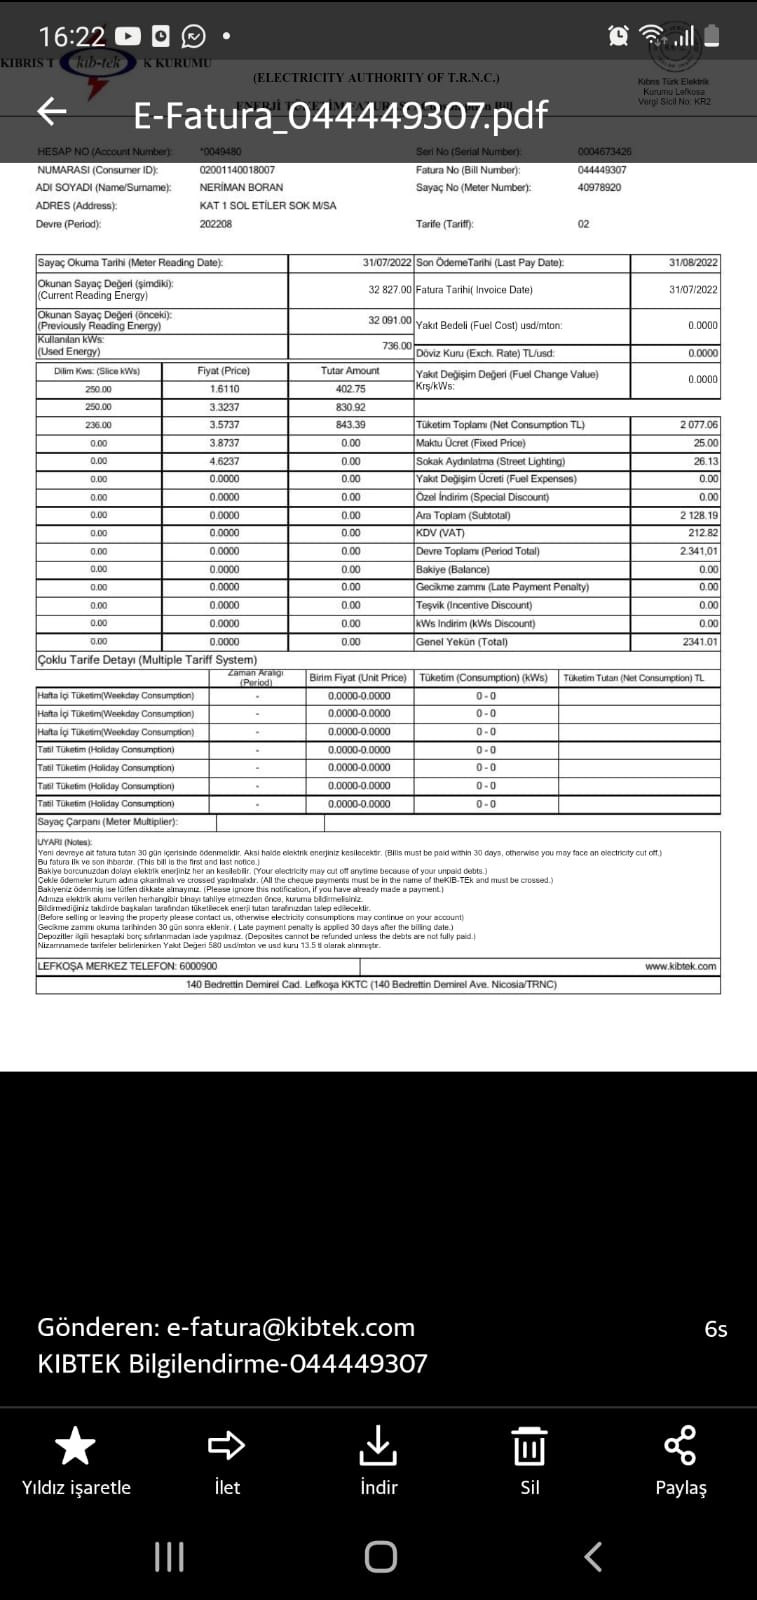 16:22
KIBRIS T kib-tek K KURUMU
(ELECTRICITY AUTHORITY OF T.R.N.C.)
Kıbrıs Türk Elektrik
Kurumu Lefkosa
Vergi Sicil No: KR2
E-Fatura_044449307.pdf
HESAP NO (Account Number): *0049480 Seri No (Serial Number): 0004673426
NUMARASI (Consumer ID): 02001140018007 Fatura No (Bill Number): 044449307
ADI SOYADI (Name/Surname): NERİMAN BORAN Sayaç No (Meter Number): 40978920
ADRES (Address): KAT 1 SOL ETİLER SOK M/SA
Devre (Period): 202208 Tarife (Tariff): 02
Sayaç Okuma Tarihi (Meter Reading Date): 31/07/2022 Son ÖdemeTarihi (Last Pay Date): 31/08/2022
Okunan Sayaç Değeri (şimdiki):
(Current Reading Energy) 32 827.00 Fatura Tarihi( Invoice Date) 31/07/2022
Okunan Sayaç Değeri (önceki):
(Previously Reading Energy) 32 091.00 Yakıt Bedeli (Fuel Cost) usd/mton: 0.0000
Kullanılan kWs:
(Used Energy) 736.00 Döviz Kuru (Exch. Rate) TL/usd: 0.0000
Dilim Kws: (Slice kWs) Fiyat (Price) Tutar Amount Yakıt Değişim Değeri (Fuel Change Value)
Krş/kWs: 0.0000
250.00 1.6110 402.75
250.00 3.3237 830.92
236.00 3.5737 843.39 Tüketim Toplamı (Net Consumption TL) 2 077.06
0.00 3.8737 0.00 Maktu Ücret (Fixed Price) 25.00
0.00 4.6237 0.00 Sokak Aydınlatma (Street Lighting) 26.13
0.00 0.0000 0.00 Yakıt Değişim Ücreti (Fuel Expenses) 0.00
0.00 0.0000 0.00 Özel İndirim (Special Discount) 0.00
0.00 0.0000 0.00 Ara Toplam (Subtotal) 2 128.19
0.00 0.0000 0.00 KDV (VAT) 212.82
0.00 0.0000 0.00 Devre Toplamı (Period Total) 2.341,01
0.00 0.0000 0.00 Bakiye (Balance) 0.00
0.00 0.0000 0.00 Gecikme zammı (Late Payment Penalty) 0.00
0.00 0.0000 0.00 Teşvik (Incentive Discount) 0.00
0.00 0.0000 0.00 kWs Indirim (kWs Discount) 0.00
0.00 0.0000 0.00 Genel Yekün (Total) 2341.01
Çoklu Tarife Detayı (Multiple Tariff System)
Zaman Aralığı
(Period) Birim Fiyat (Unit Price) Tüketim (Consumption) (kWs) Tüketim Tutarı (Net Consumption) TL
Hafta Içi Tüketim(Weekday Consumption) - 0.0000-0.0000 0 - 0
Hafta İçi Tüketim(Weekday Consumption) - 0.0000-0.0000 0 - 0
Hafta İçi Tüketim(Weekday Consumption) - 0.0000-0.0000 0 - 0
Tatil Tüketim (Holiday Consumption) - 0.0000-0.0000 0 - 0
Tatil Tüketim (Holiday Consumption) - 0.0000-0.0000 0 - 0
Tatil Tüketim (Holiday Consumption) - 0.0000-0.0000 0 - 0
Tatil Tüketim (Holiday Consumption) - 0.0000-0.0000 0 - 0
Sayaç Çarpanı (Meter Multiplier):
UYARI (Notes):
Yeni devreye ait fatura tutarı 30 gün içerisinde ödenmelidir. Aksi halde elektrik enerjiniz kesilecektir. (Bills must be paid within 30 days, otherwise you may face an electricity cut off.)
Bu fatura ilk ve son ihbardır. (This bill is the first and last notice.)
Bakiye borcunuzdan dolayı elektrik enerjiniz her an kesilebilir. (Your electricity may cut off anytime because of your unpaid debts.)
Çekle ödemeler kurum adına çıkarılmalı ve crossed yapılmalıdır. (All the cheque payments must be in the name of theKIB-TEk and must be crossed.)
Bakiyeniz ödenmiş ise lütfen dikkate almayınız. (Please ignore this notification, if you have already made a payment.)
Adınıza elektrik akımı verilen herhangibir binayı tahliye etmezden önce, kuruma bildirmelisiniz.
Bildirmediğiniz takdirde başkaları tarafından tüketilecek enerji tutarı tarafınızdan talep edilecektir.
(Before selling or leaving the property please contact us, otherwise electricity consumptions may continue on your account)
Gecikme zammı okuma tarihinden 30 gün sonra eklenir. ( Late payment penalty is applied 30 days after the billing date.)
Depozitler ilgili hesaptaki borç sıfırlanmadan iade yapılmaz. (Deposites cannot be refunded unless the debts are not fully paid.)
Nizamnamede tarifeler belirlenirken Yakıt Değeri 580 usd/mton ve usd kuru 13.5 tl olarak alınmıştır.
LEFKOŞA MERKEZ TELEFON: 6000900 www.kibtek.com
140 Bedrettin Demirel Cad. Lefkoşa KKTC (140 Bedrettin Demirel Ave. Nicosia/TRNC)
Gönderen: e-fatura@kibtek.com 6s
KIBTEK Bilgilendirme-044449307
Yıldız işaretle İlet İndir Sil Paylaş